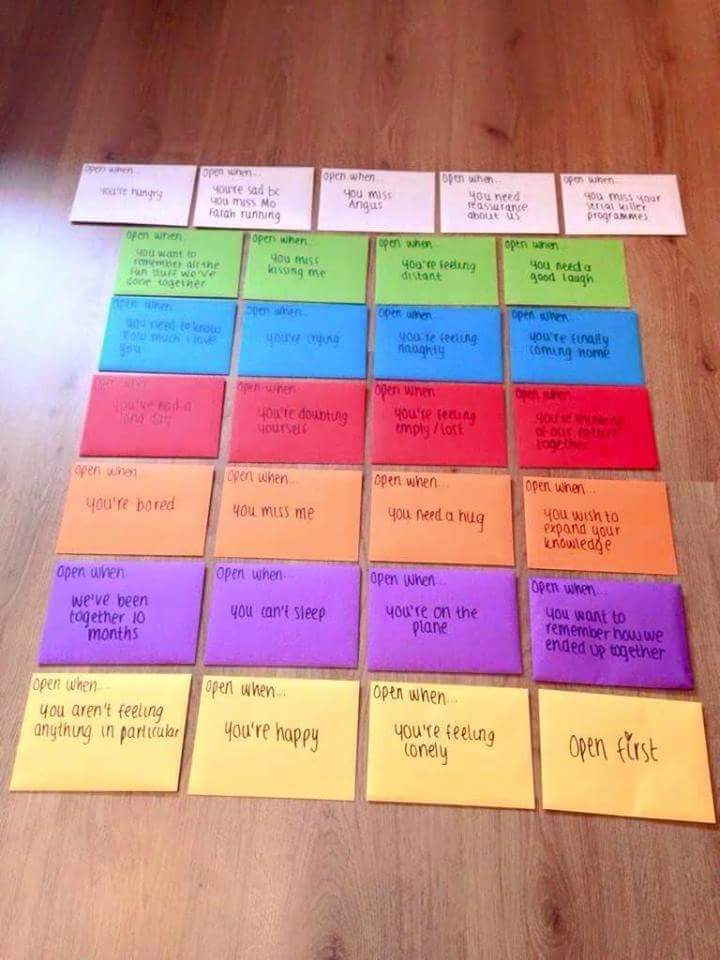 open when...
you're hungry
open when...
you're sad bc
you miss Mo
Farah running
open when...
you miss
Angus
open when...
you need
reassurance
about us
open when...
you miss your
serial killer
programmes
open when...
you want to
remember all the
fun stuff we've
done together
open when...
you miss
kissing me
open when...
you're feeling
distant
open when...
you need a
good laugh
open when...
you need to know
how much i love
you
open when...
you're crying
open when...
you're feeling
naughty
open when...
you're finally
coming home
open when...
you've had a
long day
open when...
you're doubting
yourself
open when...
you're feeling
empty / lost
open when...
you're thinking
of our future
together
open when
you're bored
open when...
you miss me
open when...
you need a hug
open when...
you wish to
expand your
knowledge
open when
we've been
together 10
months
open when...
you can't sleep
open when...
you're on the
plane
open when...
you want to
remember how we
ended up together
open when...
you aren't feeling
anything in particular
open when...
you're happy
open when...
you're feeling
lonely
open first